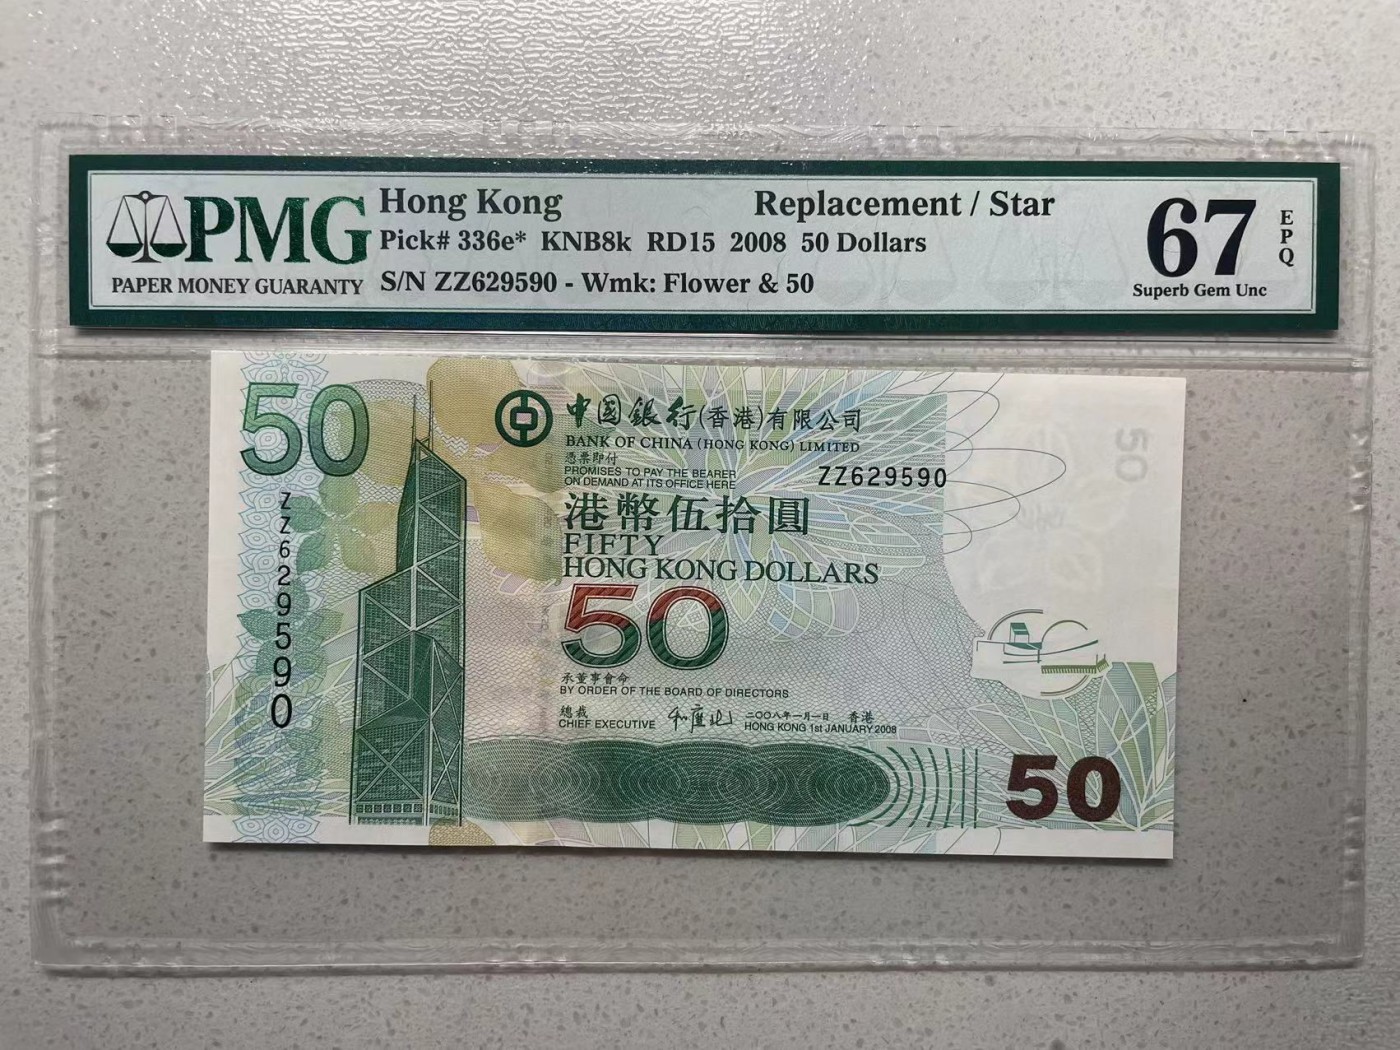 PMG
PAPER MONEY GUARANTY
Hong Kong
Replacement / Star
Pick# 336e* KNB8k RD15 2008 50 Dollars
S/N ZZ629590 - Wmk: Flower & 50
67
EPQ
Superb Gem Unc
50
ZZ629590
中國銀行(香港)有限公司
BANK OF CHINA (HONG KONG) LIMITED
憑票即付
PROMISES TO PAY THE BEARER
ON DEMAND AT ITS OFFICE HERE
ZZ629590
港幣伍拾圓
FIFTY
HONG KONG DOLLARS
50
50
承董事會命
BY ORDER OF THE BOARD OF DIRECTORS
總裁
CHIEF EXECUTIVE
二〇〇八年一月一日 香港
HONG KONG 1st JANUARY 2008
50